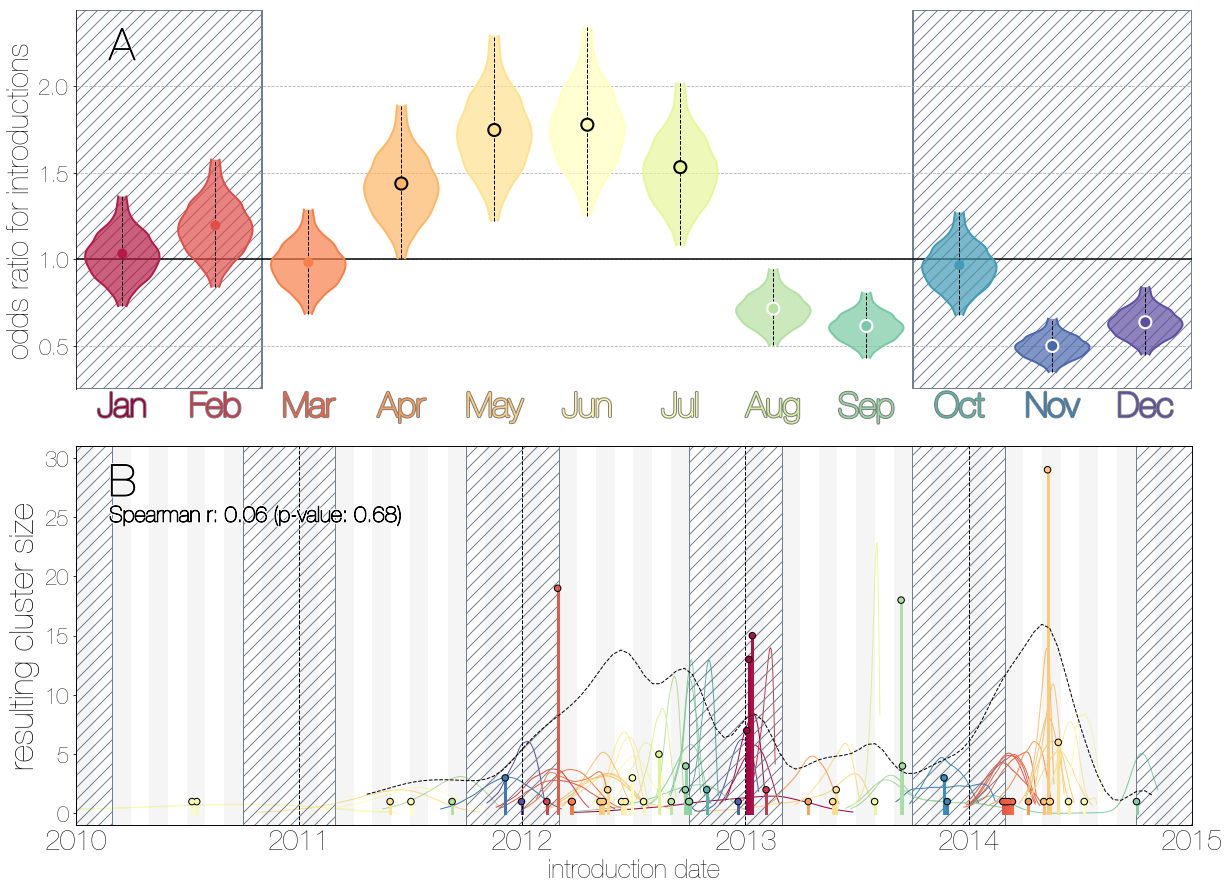 A
odds ratio for introductions
2.0
1.5
1.0
0.5
Jan Feb Mar Apr May Jun Jul Aug Sep Oct Nov Dec
B
Spearman r: 0.06 (p-value: 0.68)
resulting cluster size
30
25
20
15
10
5
0
2010 2011 2012 2013 2014 2015
introduction date